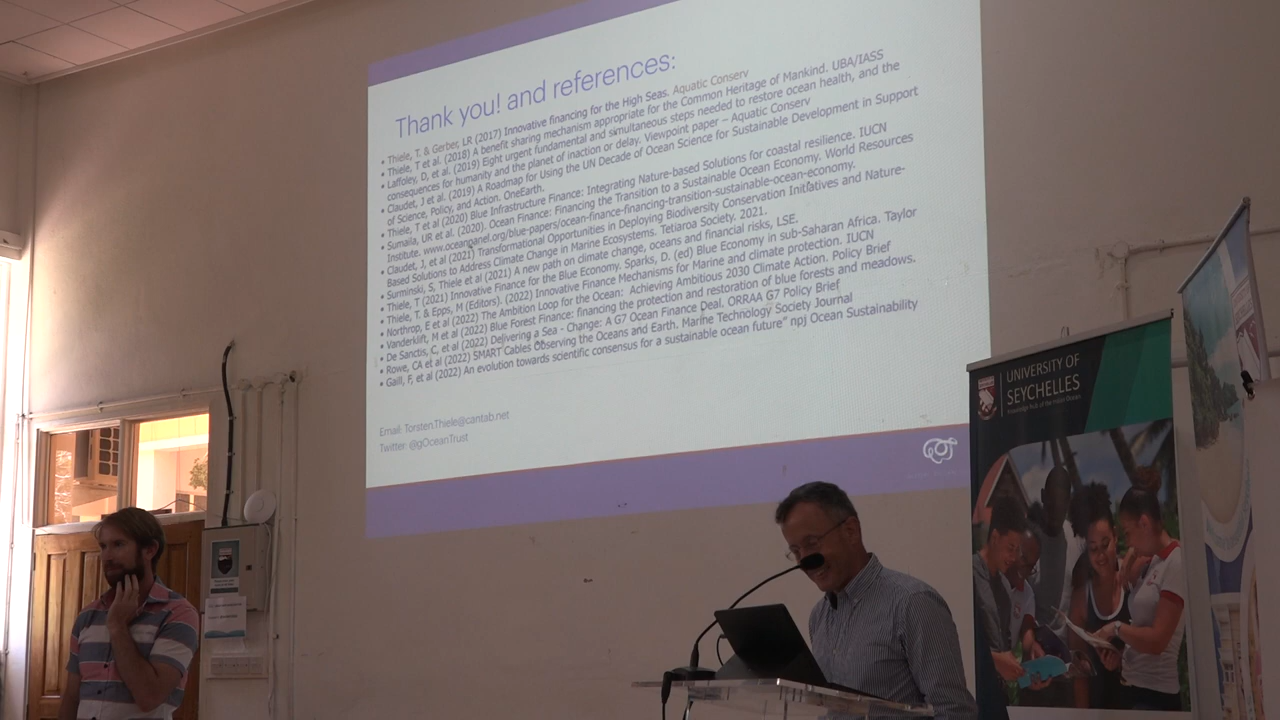 Thank you! and references:
• Thiele, T. & Gerber, LR (2017) Innovative financing for the High Seas. Aquatic Conserv
• Thiele, T et al. (2018) A benefit sharing mechanism appropriate for the Common Heritage of Mankind. UBA/IASS
• Laffoley, D, et al. (2019) Eight urgent fundamental and simultaneous steps needed to restore ocean health, and the
consequences for humanity and the planet of inaction or delay. Viewpoint paper – Aquatic Conserv
• Claudet, J et al. (2019) A Roadmap for Using the UN Decade of Ocean Science for Sustainable Development in Support
of Science, Policy, and Action. OneEarth.
• Thiele, T et al (2020) Blue Infrastructure Finance: Integrating Nature-based Solutions for coastal resilience. IUCN
• Sumaila, UR et al. (2020). Ocean Finance: Financing the Transition to a Sustainable Ocean Economy. World Resources
Institute. www.oceanpanel.org/blue-papers/ocean-finance-financing-transition-sustainable-ocean-economy.
• Claudet, J, et al (2021) Transformational Opportunities in Deploying Biodiversity Conservation Initiatives and Nature-
Based Solutions to Address Climate Change in Marine Ecosystems. Tetiaroa Society. 2021.
• Surminski, S, Thiele et al (2021) A new path on climate change, oceans and financial risks, LSE.
• Thiele, T (2021) Innovative Finance for the Blue Economy. Sparks, D. (ed) Blue Economy in sub-Saharan Africa. Taylor
• Thiele, T. & Epps, M (Editors). (2022) Innovative Finance Mechanisms for Marine and climate protection. IUCN
• Northrop, E et al (2022) The Ambition Loop for the Ocean: Achieving Ambitious 2030 Climate Action. Policy Brief
• Vanderklift, M et al (2022) Blue Forest Finance: financing the protection and restoration of blue forests and meadows.
• De Sanctis, C, et al (2022) Delivering a Sea - Change: A G7 Ocean Finance Deal. ORRAA G7 Policy Brief
• Rowe, CA et al (2022) SMART Cables Observing the Oceans and Earth. Marine Technology Society Journal
• Gaill, F, et al (2022) An evolution towards scientific consensus for a sustainable ocean future" npj Ocean Sustainability
Email: Torsten.Thiele@cantab.net
Twitter: @gOceanTrust
UNIVERSITY OF
SEYCHELLES
Knowledge hub of the Indian Ocean